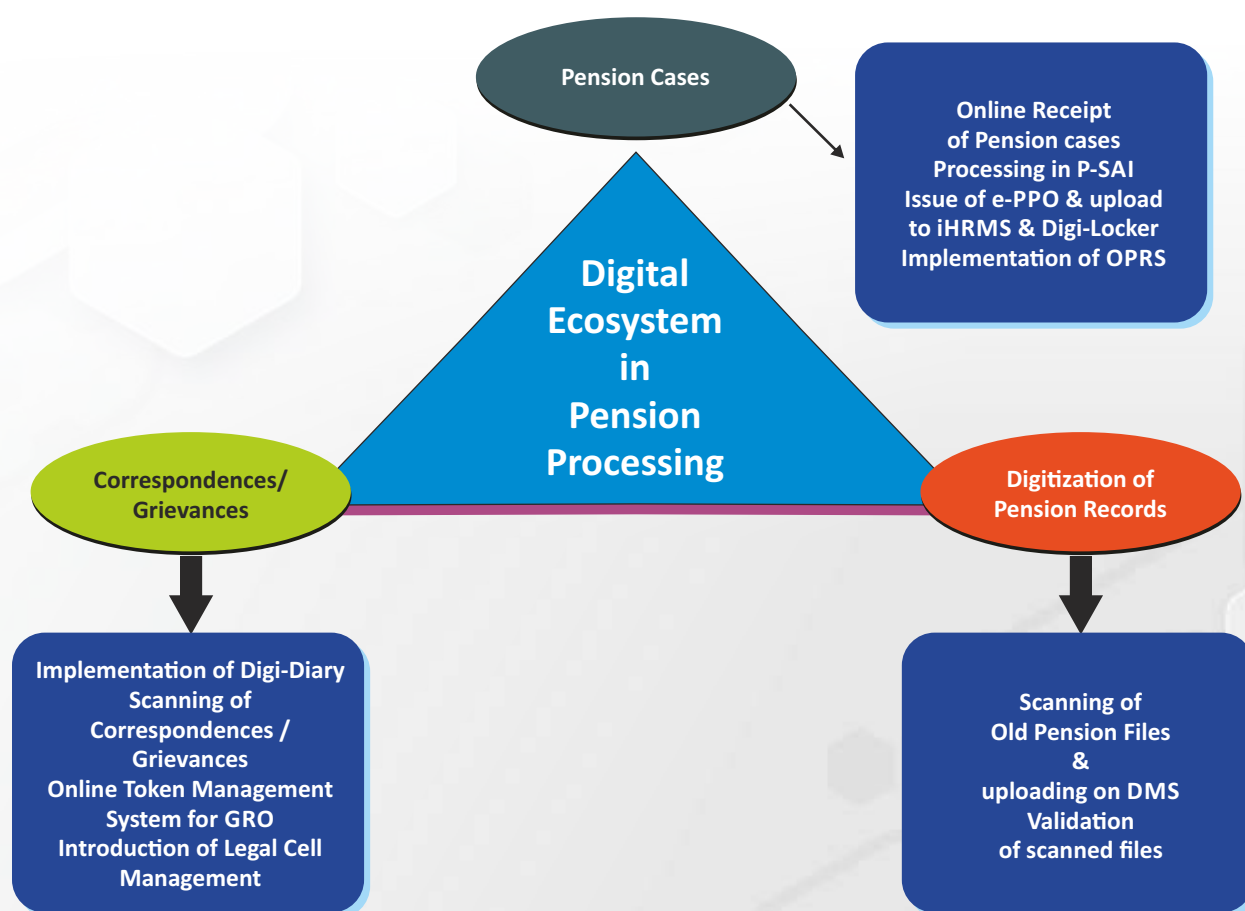 Pension Cases
Online Receipt
of Pension cases
Processing in P-SAI
Issue of e-PPO & upload
to iHRMS & Digi-Locker
Implementation of OPRS
Digital
Ecosystem
in
Pension
Processing
Correspondences/
Grievances
Digitization of
Pension Records
Implementation of Digi-Diary
Scanning of
Correspondences /
Grievances
Online Token Management
System for GRO
Introduction of Legal Cell
Management
Scanning of
Old Pension Files
&
uploading on DMS
Validation
of scanned files